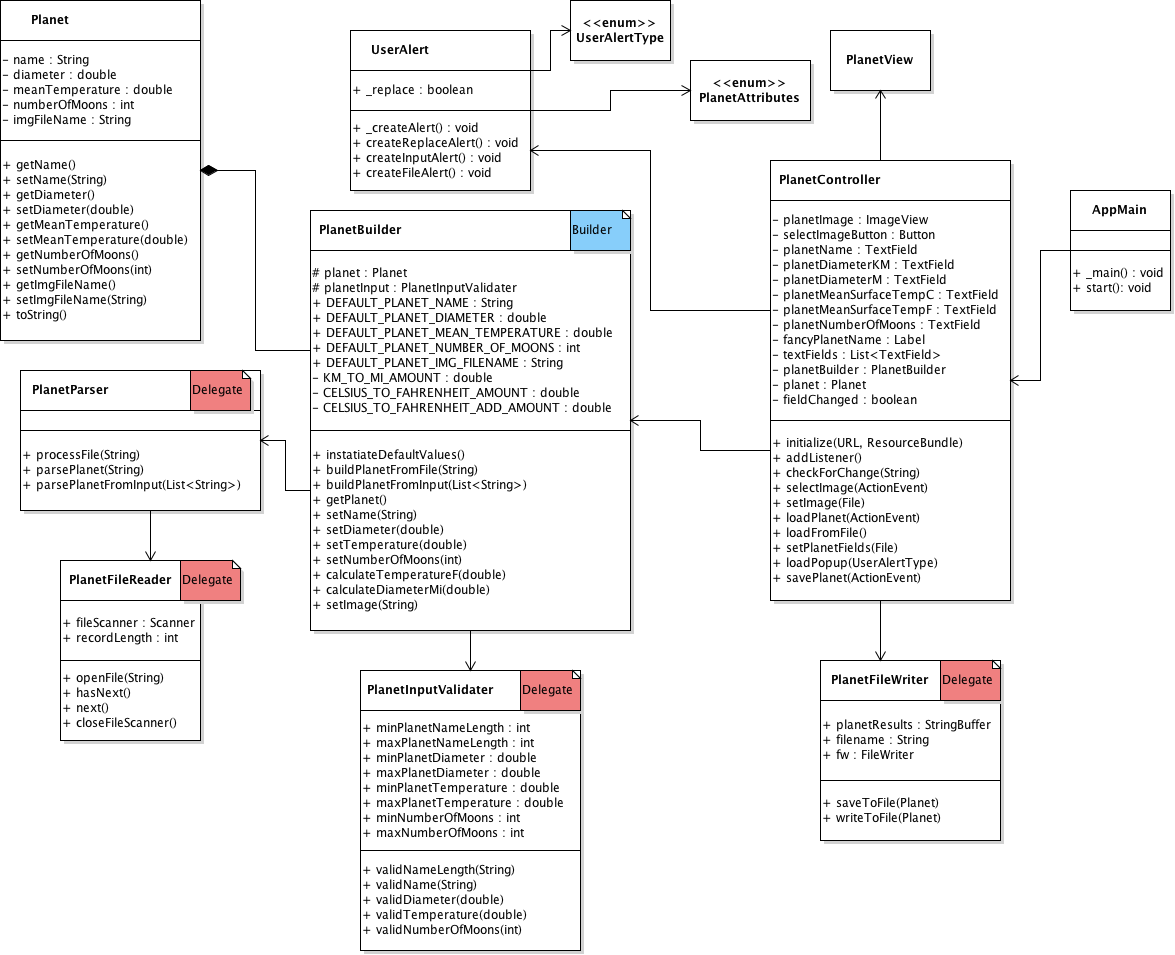 Planet
- name : String
- diameter : double
- meanTemperature : double
- numberOfMoons : int
- imgFileName : String
+ getName()
+ setName(String)
+ getDiameter()
+ setDiameter(double)
+ getMeanTemperature()
+ setMeanTemperature(double)
+ getNumberOfMoons()
+ setNumberOfMoons(int)
+ getImgFileName()
+ setImgFileName(String)
+ toString()
UserAlert
+ _replace : boolean
+ _createAlert() : void
+ createReplaceAlert() : void
+ createInputAlert() : void
+ createFileAlert() : void
<<enum>>
UserAlertType
<<enum>>
PlanetAttributes
PlanetView
PlanetController
- planetImage : ImageView
- selectImageButton : Button
- planetName : TextField
- planetDiameterKM : TextField
- planetDiameterM : TextField
- planetMeanSurfaceTempC : TextField
- planetMeanSurfaceTempF : TextField
- planetNumberOfMoons : TextField
- fancyPlanetName : Label
- textFields : List<TextField>
- planetBuilder : PlanetBuilder
- planet : Planet
- fieldChanged : boolean
+ initialize(URL, ResourceBundle)
+ addListener()
+ checkForChange(String)
+ selectImage(ActionEvent)
+ setImage(File)
+ loadPlanet(ActionEvent)
+ loadFromFile()
+ setPlanetFields(File)
+ loadPopup(UserAlertType)
+ savePlanet(ActionEvent)
AppMain
+ _main() : void
+ start(): void
PlanetBuilder
Builder
# planet : Planet
# planetInput : PlanetInputValidater
+ DEFAULT_PLANET_NAME : String
+ DEFAULT_PLANET_DIAMETER : double
+ DEFAULT_PLANET_MEAN_TEMPERATURE : double
+ DEFAULT_PLANET_NUMBER_OF_MOONS : int
+ DEFAULT_PLANET_IMG_FILENAME : String
- KM_TO_MI_AMOUNT : double
- CELSIUS_TO_FAHRENHEIT_AMOUNT : double
- CELSIUS_TO_FAHRENHEIT_ADD_AMOUNT : double
+ instatiateDefaultValues()
+ buildPlanetFromFile(String)
+ buildPlanetFromInput(List<String>)
+ getPlanet()
+ setName(String)
+ setDiameter(double)
+ setTemperature(double)
+ setNumberOfMoons(int)
+ calculateTemperatureF(double)
+ calculateDiameterMi(double)
+ setImage(String)
PlanetParser
Delegate
+ processFile(String)
+ parsePlanet(String)
+ parsePlanetFromInput(List<String>)
PlanetFileReader
Delegate
+ fileScanner : Scanner
+ recordLength : int
+ openFile(String)
+ hasNext()
+ next()
+ closeFileScanner()
PlanetInputValidater
Delegate
+ minPlanetNameLength : int
+ maxPlanetNameLength : int
+ minPlanetDiameter : double
+ maxPlanetDiameter : double
+ minPlanetTemperature : double
+ maxPlanetTemperature : double
+ minNumberOfMoons : int
+ maxNumberOfMoons : int
+ validNameLength(String)
+ validName(String)
+ validDiameter(double)
+ validTemperature(double)
+ validNumberOfMoons(int)
PlanetFileWriter
Delegate
+ planetResults : StringBuffer
+ filename : String
+ fw : FileWriter
+ saveToFile(Planet)
+ writeToFile(Planet)